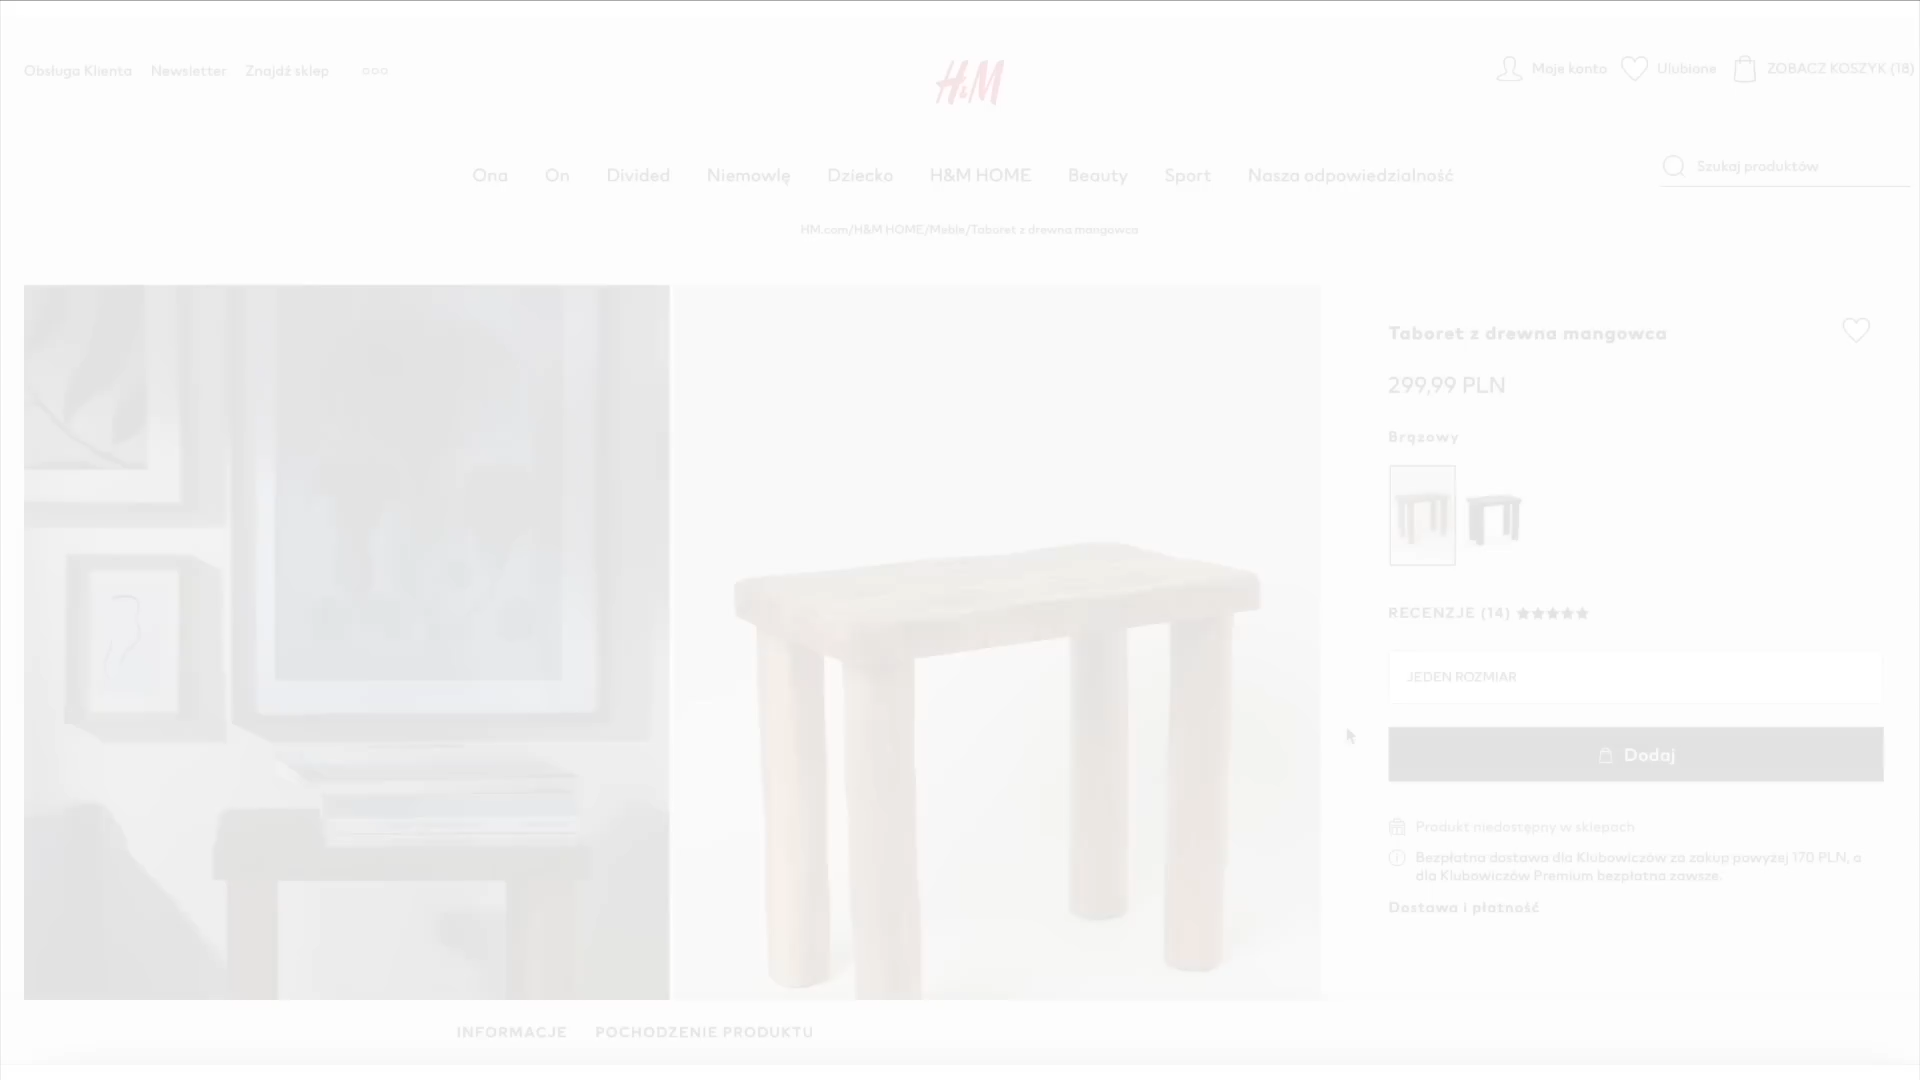 Obsługa Klienta Newsletter Znajdź sklep
H&M
Moje konto Ulubione ZOBACZ KOSZYK (18)
Ona On Divided Niemowlę Dziecko H&M HOME Beauty Sport Nasza odpowiedzialność
Szukaj produktów
HM.com/H&M HOME/Meble/Taboret z drewna mangowca
Taboret z drewna mangowca
299,99 PLN
Brązowy
RECENZJE (14)
JEDEN ROZMIAR
Dodaj
Produkt niedostępny w sklepach
Bezpłatna dostawa dla Klubowiczów za zakup powyżej 170 PLN, a
dla Klubowiczów Premium bezpłatna zawsze.
Dostawa i płatność
INFORMACJE POCHODZENIE PRODUKTU